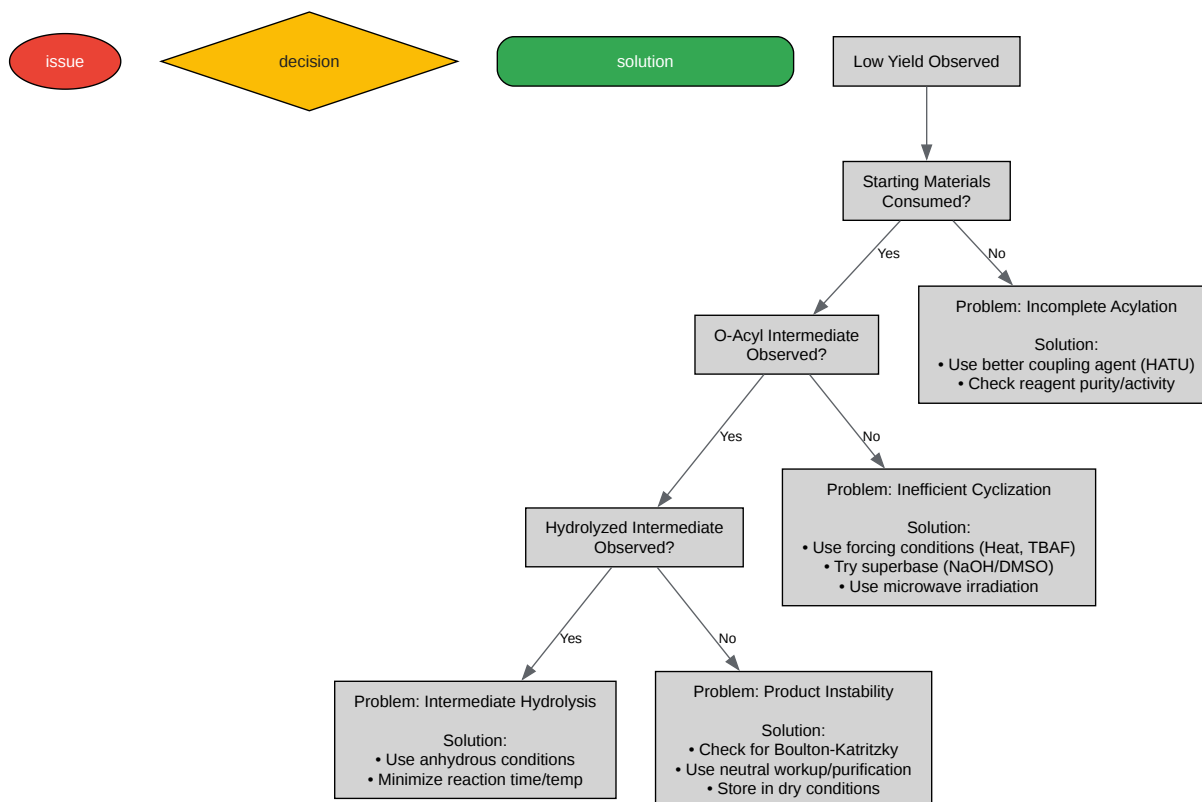 issue
decision
solution
Low Yield Observed
Starting Materials
Consumed?
Yes
No
Problem: Incomplete Acylation
Solution:
• Use better coupling agent (HATU)
• Check reagent purity/activity
O-Acyl Intermediate
Observed?
Yes
No
Problem: Inefficient Cyclization
Solution:
• Use forcing conditions (Heat, TBAF)
• Try superbase (NaOH/DMSO)
• Use microwave irradiation
Hydrolyzed Intermediate
Observed?
Yes
No
Problem: Intermediate Hydrolysis
Solution:
• Use anhydrous conditions
• Minimize reaction time/temp
Problem: Product Instability
Solution:
• Check for Boulton-Katritzky
• Use neutral workup/purification
• Store in dry conditions